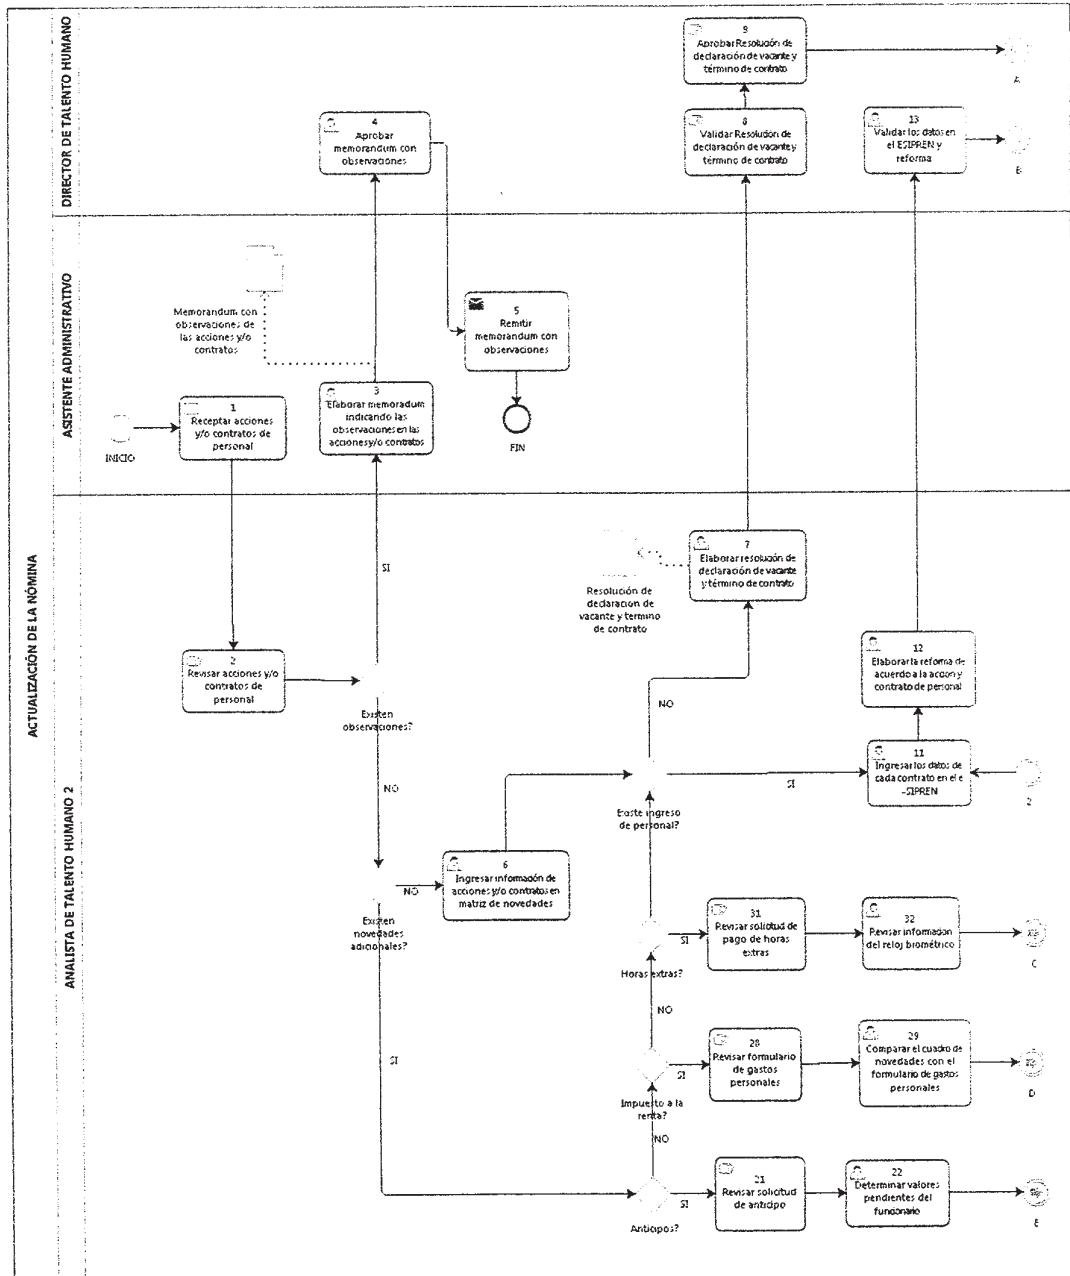 ACTUALIZACIÓN DE LA NÓMINA
DIRECTOR DE TALENTO HUMANO
9
Aprobar Resolución de
declaración de vacante y
término de contrato
A
4
Aprobar
memorandum con
observaciones
8
Validar Resolución de
declaración de vacante y
término de contrato
13
Validar los datos en
el ESIPREN y
reforma
B
ASISTENTE ADMINISTRATIVO
Memorandum con
observaciones de
las acciones y/o
contratos
5
Remitir
memorandum con
observaciones
INICIO
1
Receptar acciones
y/o contratos de
personal
3
Elaborar memoradum
indicando las
observaciones en las
acciones y/o contratos
FIN
ANALISTA DE TALENTO HUMANO 2
SI
Resolución de
declaracion de
vacante y termino
de contrato
7
Elaborar resolución de
declaración de vacante
y término de contrato
2
Revisar acciones y/o
contratos de
personal
Existen
observaciones?
NO
NO
12
Elaborar la reforma de
acuerdo a la accion y
contrato de personal
Existe ingreso
de personal?
SI
11
Ingresar los datos de
cada contrato en el e
-SIPREN
2
Existen
novedades
adicionales?
NO
6
Ingresar información de
acciones y/o contratos en
matriz de novedades
Horas extras?
SI
31
Revisar solicitud de
pago de horas
extras
32
Revisar informacion
del reloj biométrico
C
NO
SI
Impuesto a la
renta?
SI
28
Revisar formulario
de gastos
personales
29
Comparar el cuadro de
novedades con el
formulario de gastos
personales
D
NO
Anticipos?
SI
21
Revisar solicitud
de anticipo
22
Determinar valores
pendientes del
funcionario
E